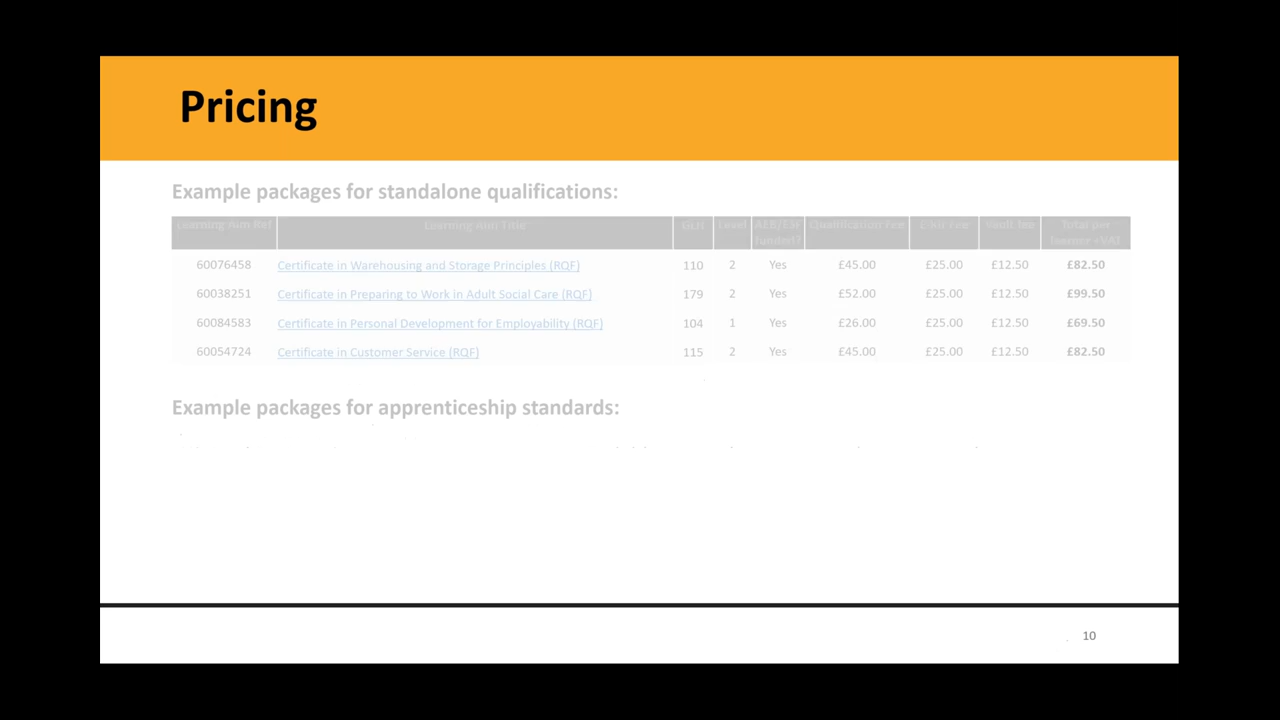 Pricing
Example packages for standalone qualifications:
Learning Aim Ref Learning Aim Title GLH Level AEB/ESF Qualification Fee E-biz Fee Vault fee Total per
funded? learner +VAT
60076458 Certificate in Warehousing and Storage Principles (RQF) 110 2 Yes £45.00 £25.00 £12.50 £82.50
60038251 Certificate in Preparing to Work in Adult Social Care (RQF) 179 2 Yes £52.00 £25.00 £12.50 £99.50
60084583 Certificate in Personal Development for Employability (RQF) 104 1 Yes £26.00 £25.00 £12.50 £69.50
60054724 Certificate in Customer Service (RQF) 115 2 Yes £45.00 £25.00 £12.50 £82.50
Example packages for apprenticeship standards:
10